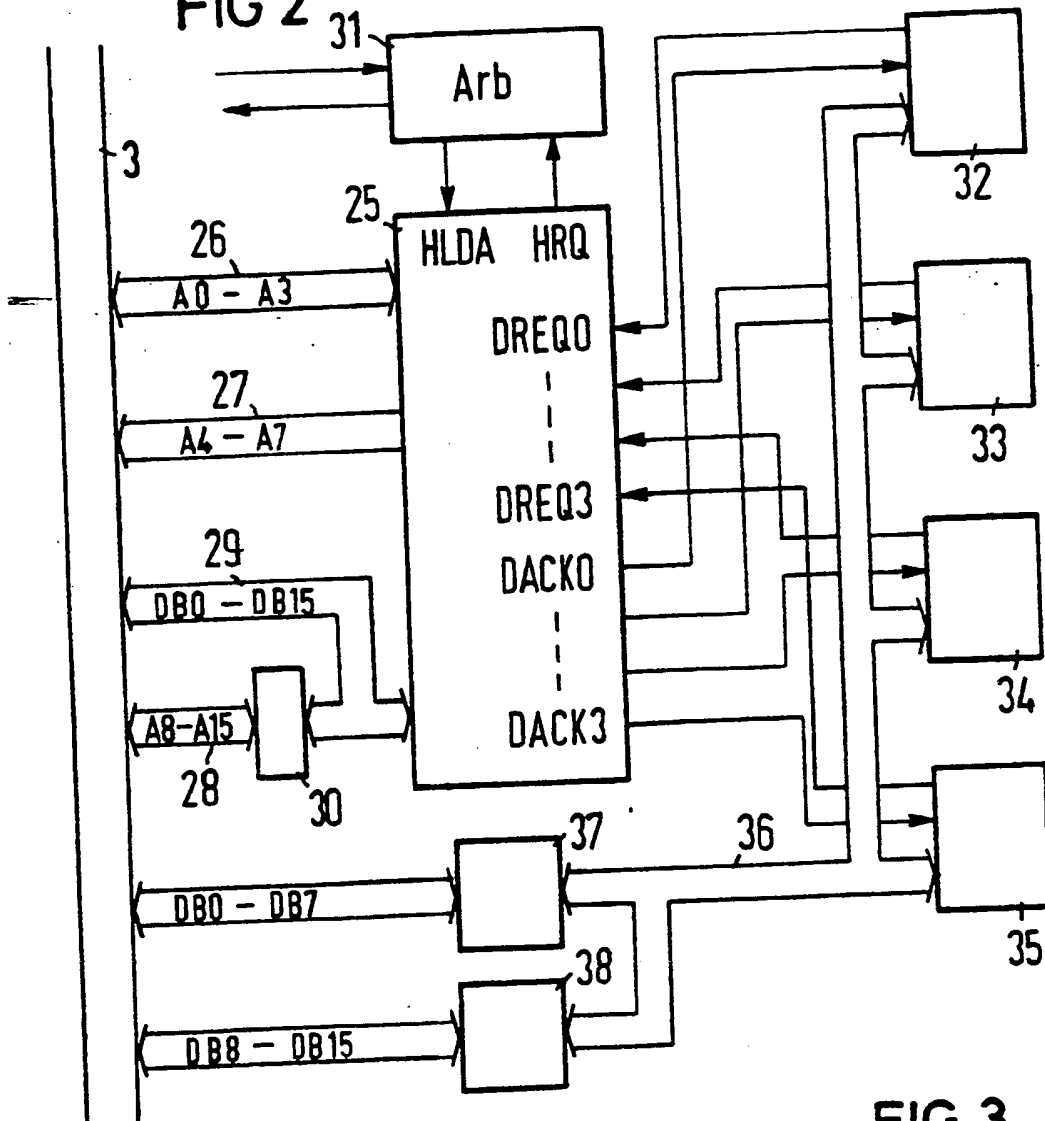 FIG 2
31
Arb
3
32
25
HLDA HRQ
26
A0 - A3
DREQ0
27
A4 - A7
33
DREQ3
29
DB0 - DB15
DACK0
A8-A15
28
30
DACK3
34
37
36
DB0 - DB7
35
38
DB8 - DB15
FIG 3